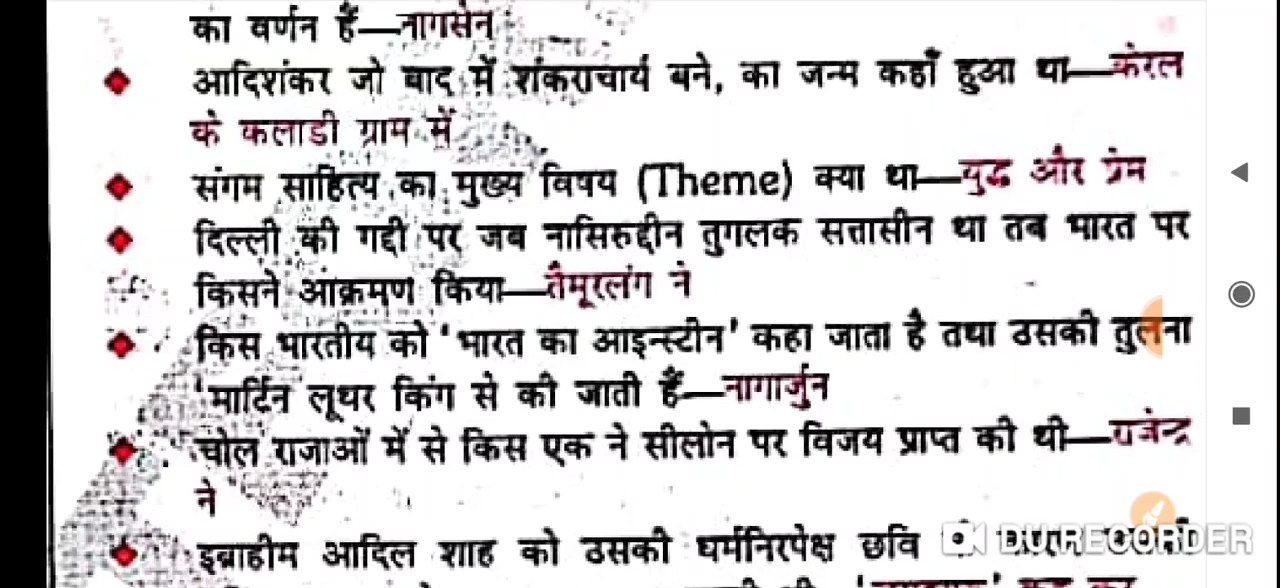 का वर्णन हैं—नागसेन
आदिशंकर जो बाद में शंकराचार्य बने, का जन्म कहाँ हुआ था—केरल
के कलाडी ग्राम में
संगम साहित्य का मुख्य विषय (Theme) क्या था—युद्ध और प्रेम
दिल्ली की गद्दी पर जब नासिरुद्दीन तुगलक सत्तासीन था तब भारत पर
किसने आक्रमण किया—तैमूरलंग ने
किस भारतीय को 'भारत का आइन्स्टीन' कहा जाता है तथा उसकी तुलना
'मार्टिन लूथर किंग से की जाती हैं—नागार्जुन
चोल राजाओं में से किस एक ने सीलोन पर विजय प्राप्त की थी—राजेन्द्र
ने
इब्राहीम आदिल शाह को उसकी धर्मनिरपेक्ष छवि
DU RECORDER